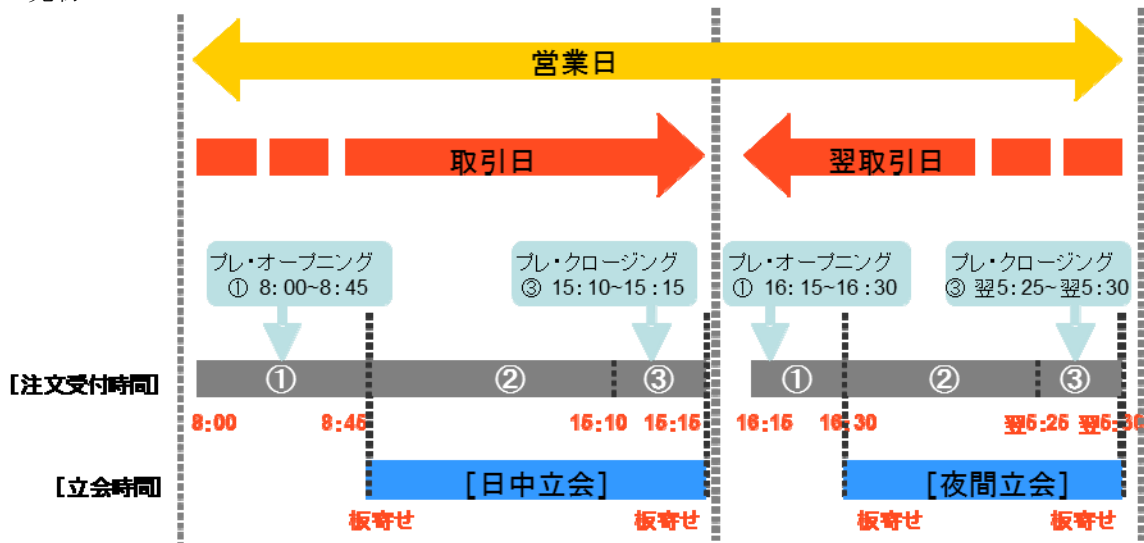 営業日
取引日
翌取引日
プレ・オープニング
① 8:00~8:45
プレ・クロージング
③ 15:10~15:15
プレ・オープニング
① 16:15~16:30
プレ・クロージング
③ 翌5:25~翌5:30
[注文受付時間]
① ② ③ ① ② ③
8:00 8:45 15:10 15:15 16:15 16:30 翌5:25 翌5:30
[立会時間]
[日中立会] [夜間立会]
板寄せ 板寄せ 板寄せ 板寄せ